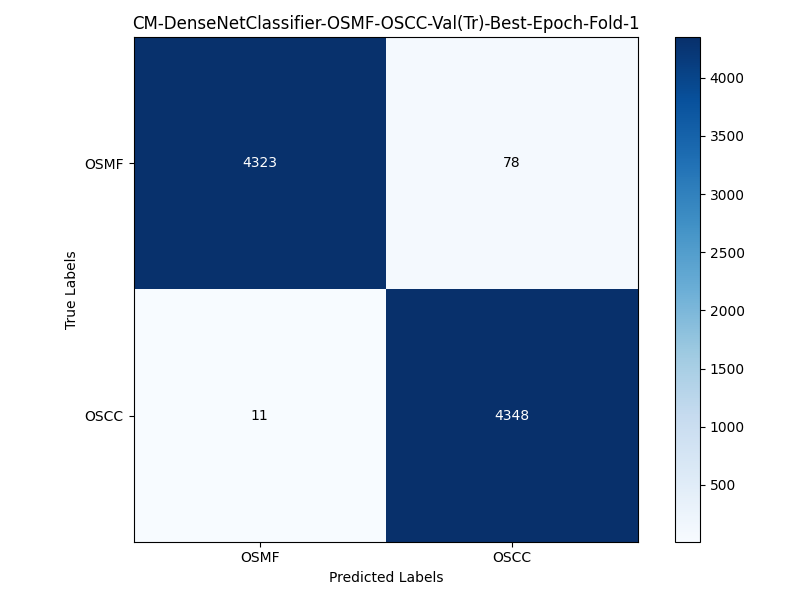 CM-DenseNetClassifier-OSMF-OSCC-Val(Tr)-Best-Epoch-Fold-1
OSMF
4323
78
OSCC
11
4348
True Labels
OSMF
OSCC
Predicted Labels
4000
3500
3000
2500
2000
1500
1000
500